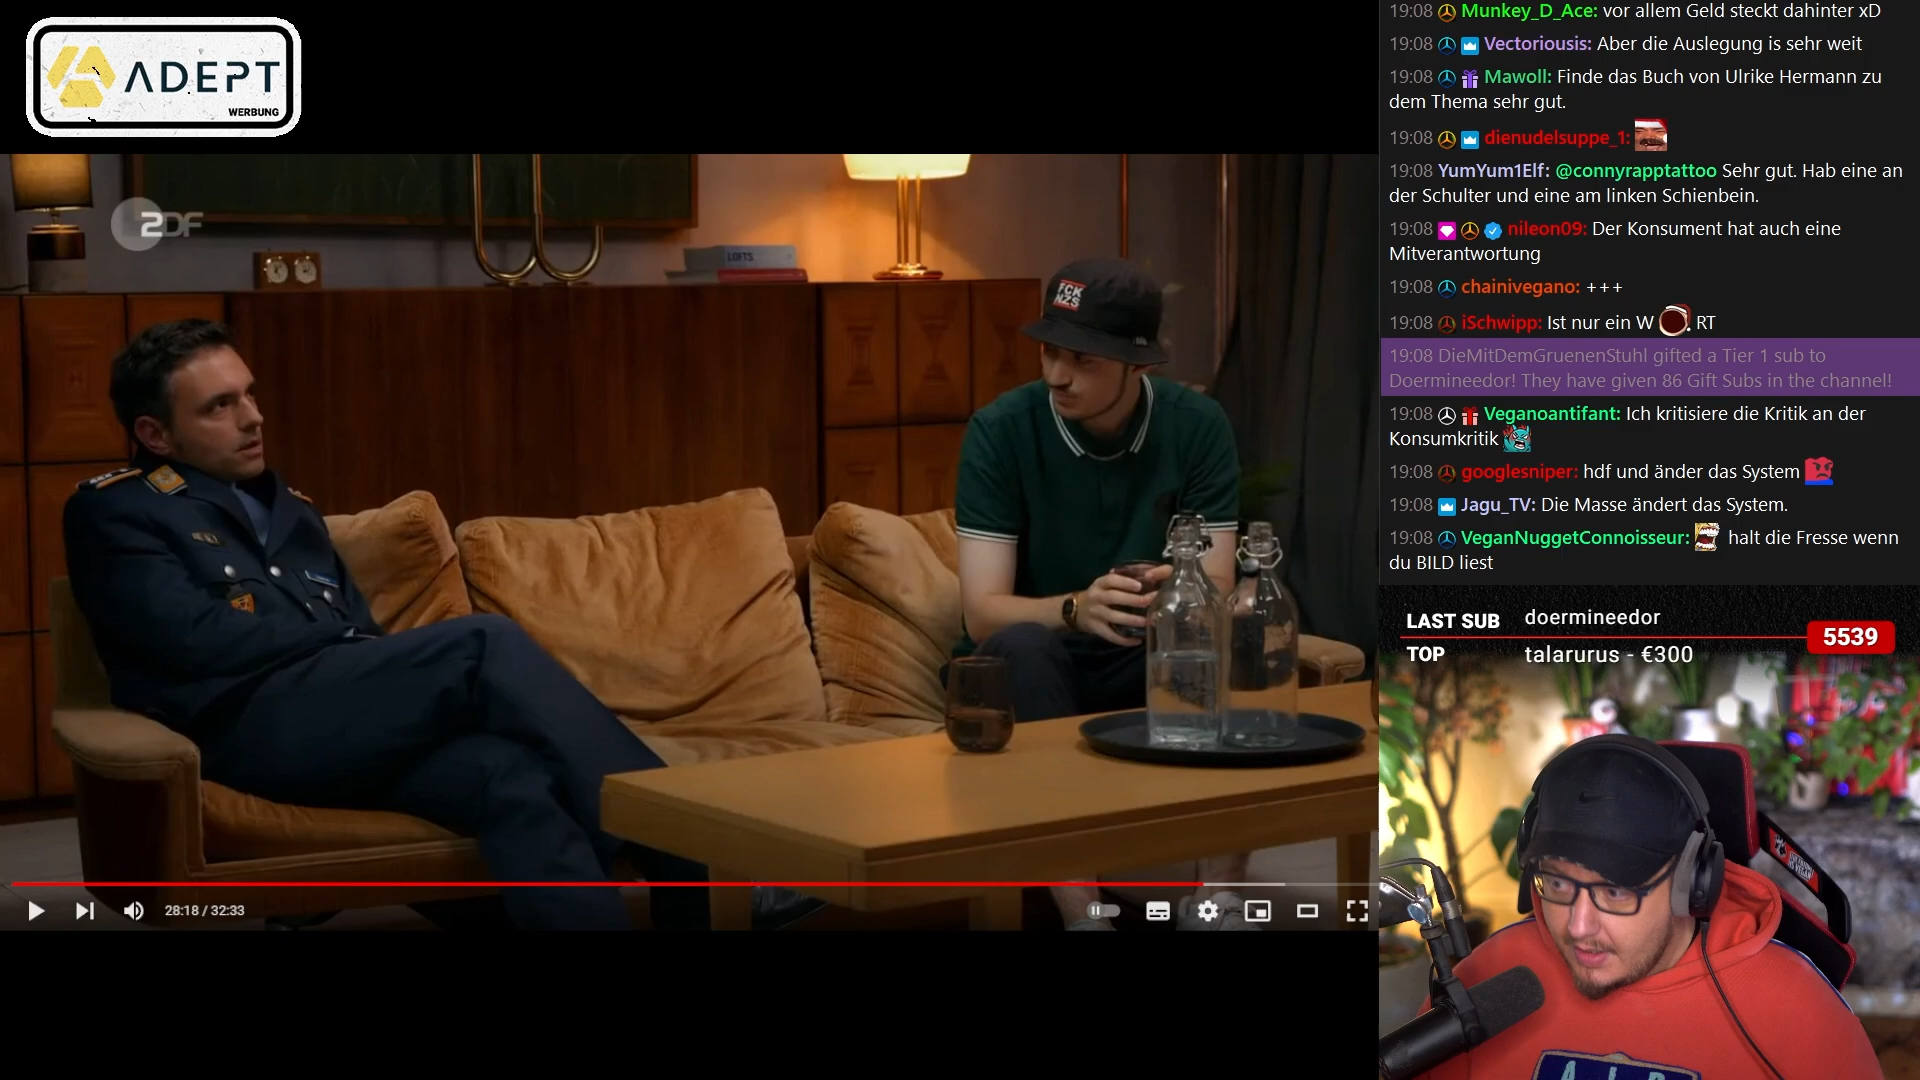 ADEPT
WERBUNG
ZDF
LOFTS
FCK
NZS
28:18 / 32:33
19:08 Munkey_D_Ace: vor allem Geld steckt dahinter xD
19:08 Vectoriousis: Aber die Auslegung is sehr weit
19:08 Mawoll: Finde das Buch von Ulrike Hermann zu
dem Thema sehr gut.
19:08 dienudelsuppe_1:
19:08 YumYum1Elf: @connyrapptattoo Sehr gut. Hab eine an
der Schulter und eine am linken Schienbein.
19:08 nileon09: Der Konsument hat auch eine
Mitverantwortung
19:08 chainivegano: +++
19:08 iSchwipp: Ist nur ein W RT
19:08 DieMitDemGruenenStuhl gifted a Tier 1 sub to
Doermineedor! They have given 86 Gift Subs in the channel!
19:08 Veganoantifant: Ich kritisiere die Kritik an der
Konsumkritik
19:08 googlesniper: hdf und änder das System
19:08 Jagu_TV: Die Masse ändert das System.
19:08 VeganNuggetConnoisseur: halt die Fresse wenn
du BILD liest
LAST SUB doermineedor
5539
TOP talarurus - €300